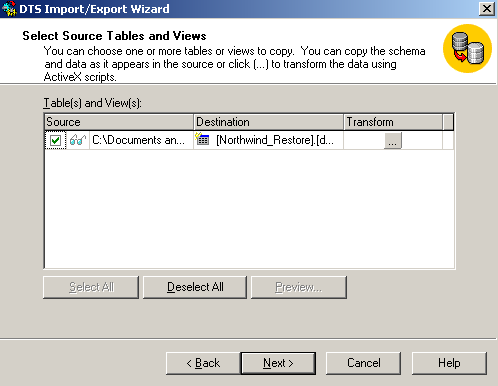 DTS Import/Export Wizard
Select Source Tables and Views
You can choose one or more tables or views to copy. You can copy the schema
and data as it appears in the source or click (...) to transform the data using
ActiveX scripts.
Table(s) and View(s):
Source Destination Transform
C:\Documents an... [Northwind_Restore].[d... ...
Select All Deselect All Preview...
< Back Next > Cancel Help